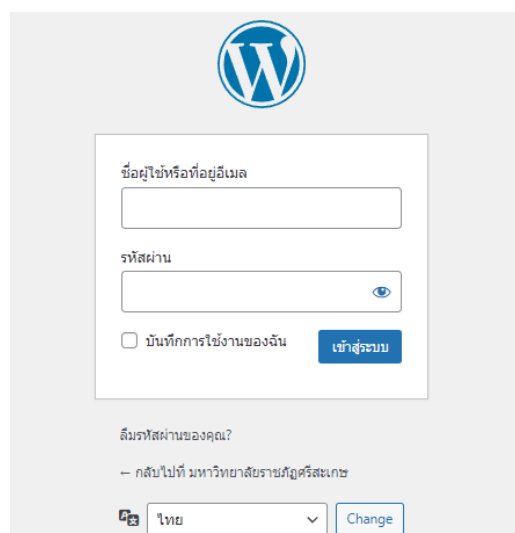 ชื่อผู้ใช้หรือที่อยู่อีเมล
รหัสผ่าน
บันทึกการใช้งานของฉัน
เข้าสู่ระบบ
ลืมรหัสผ่านของคุณ?
← กลับไปที่ มหาวิทยาลัยราชภัฏศรีสะเกษ
ไทย
Change